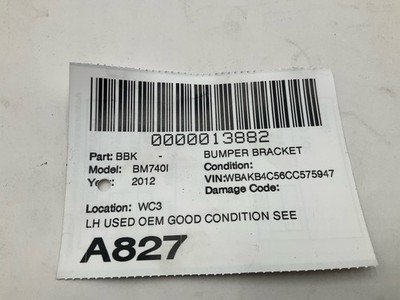 0000013882
Part: BBK - BUMPER BRACKET
Model: BM740I Condition:
Year: 2012 VIN:WBAKB4C56CC575947
Damage Code:
Location: WC3
LH USED OEM GOOD CONDITION SEE
A827